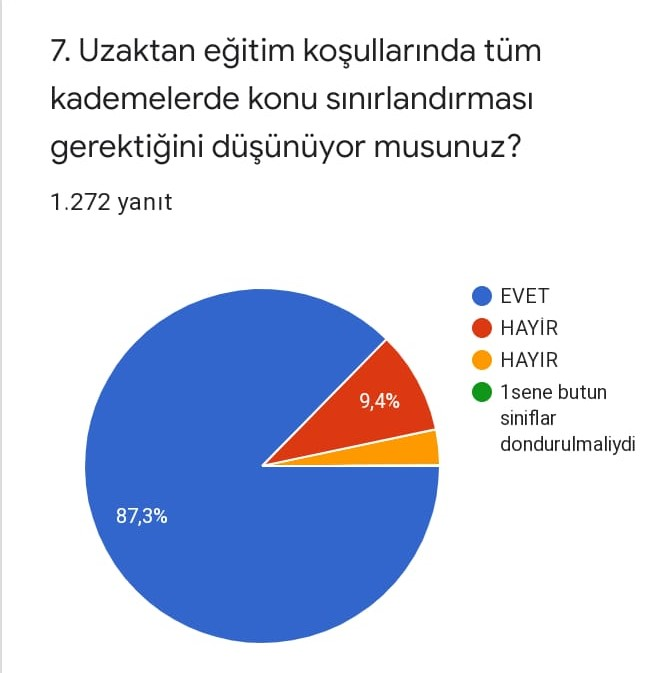 7. Uzaktan eğitim koşullarında tüm
kademelerde konu sınırlandırması
gerektiğini düşünüyor musunuz?
1.272 yanıt
EVET
HAYİR
HAYIR
1sene butun
siniflar
dondurulmaliydi
9,4%
87,3%